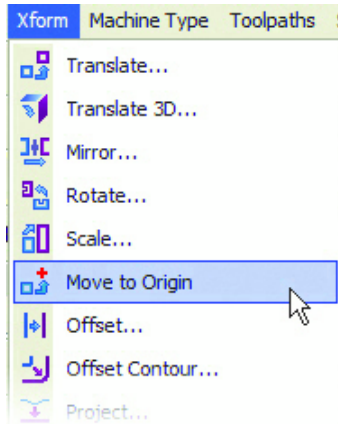 Xform Machine Type Toolpaths
Translate...
Translate 3D...
Mirror...
Rotate...
Scale...
Move to Origin
Offset...
Offset Contour...
Project...